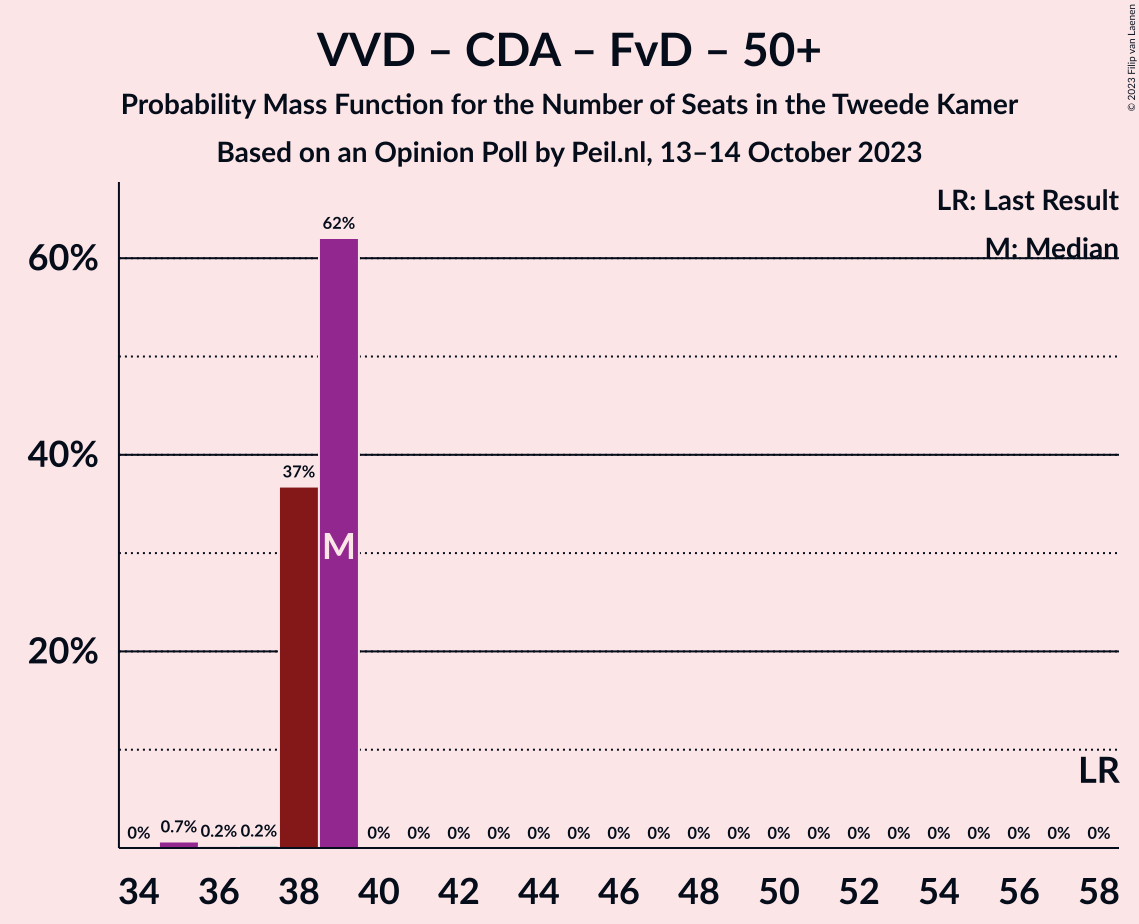 VVD – CDA – FvD – 50+
Probability Mass Function for the Number of Seats in the Tweede Kamer
Based on an Opinion Poll by Peil.nl, 13–14 October 2023
© 2023 Filip van Laenen
LR: Last Result
M: Median
60%
40%
20%
62%
37%
M
LR
0% 0.7% 0.2% 0.2% 0% 0% 0% 0% 0% 0% 0% 0% 0% 0% 0% 0% 0% 0% 0% 0% 0% 0% 0%
34 36 38 40 42 44 46 48 50 52 54 56 58